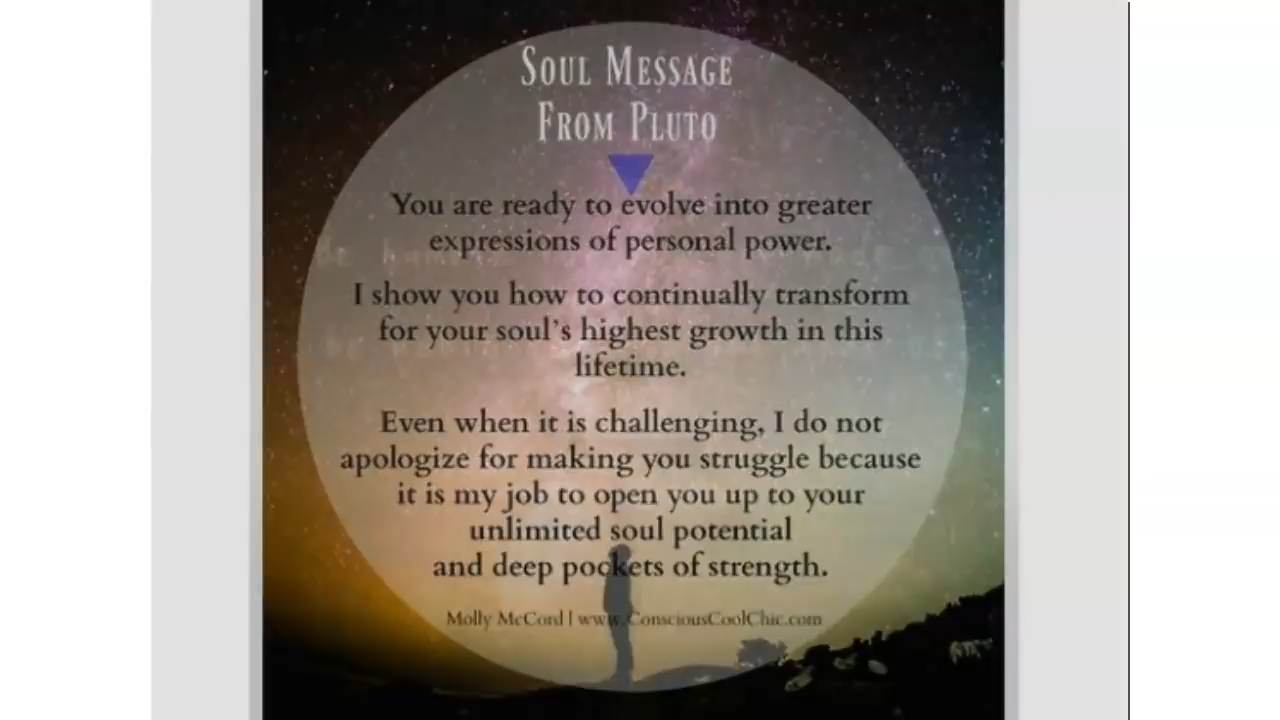 SOUL MESSAGE
FROM PLUTO
You are ready to evolve into greater
expressions of personal power.
I show you how to continually transform
for your soul's highest growth in this
lifetime.
Even when it is challenging, I do not
apologize for making you struggle because
it is my job to open you up to your
unlimited soul potential
and deep pockets of strength.
Molly McCord | www.ConsciousCoolChic.com